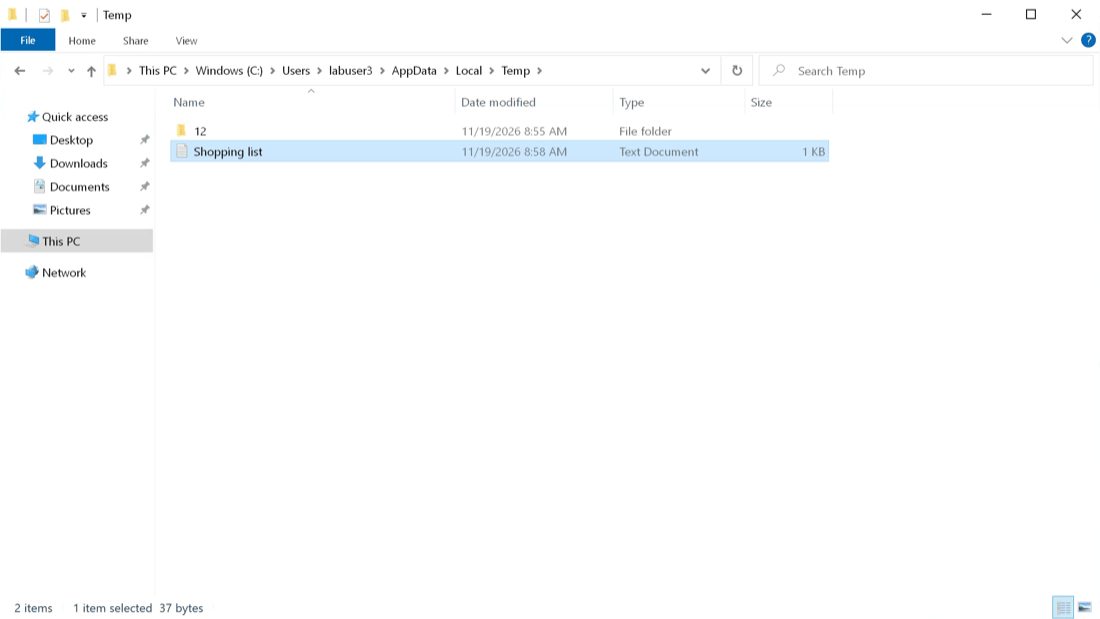 Temp
File Home Share View
This PC Windows (C:) Users labuser3 AppData Local Temp Search Temp
Name Date modified Type Size
Quick access
Desktop
Downloads
Documents
Pictures
This PC
Network
12 11/19/2026 8:55 AM File folder
Shopping list 11/19/2026 8:58 AM Text Document 1 KB
2 items 1 item selected 37 bytes